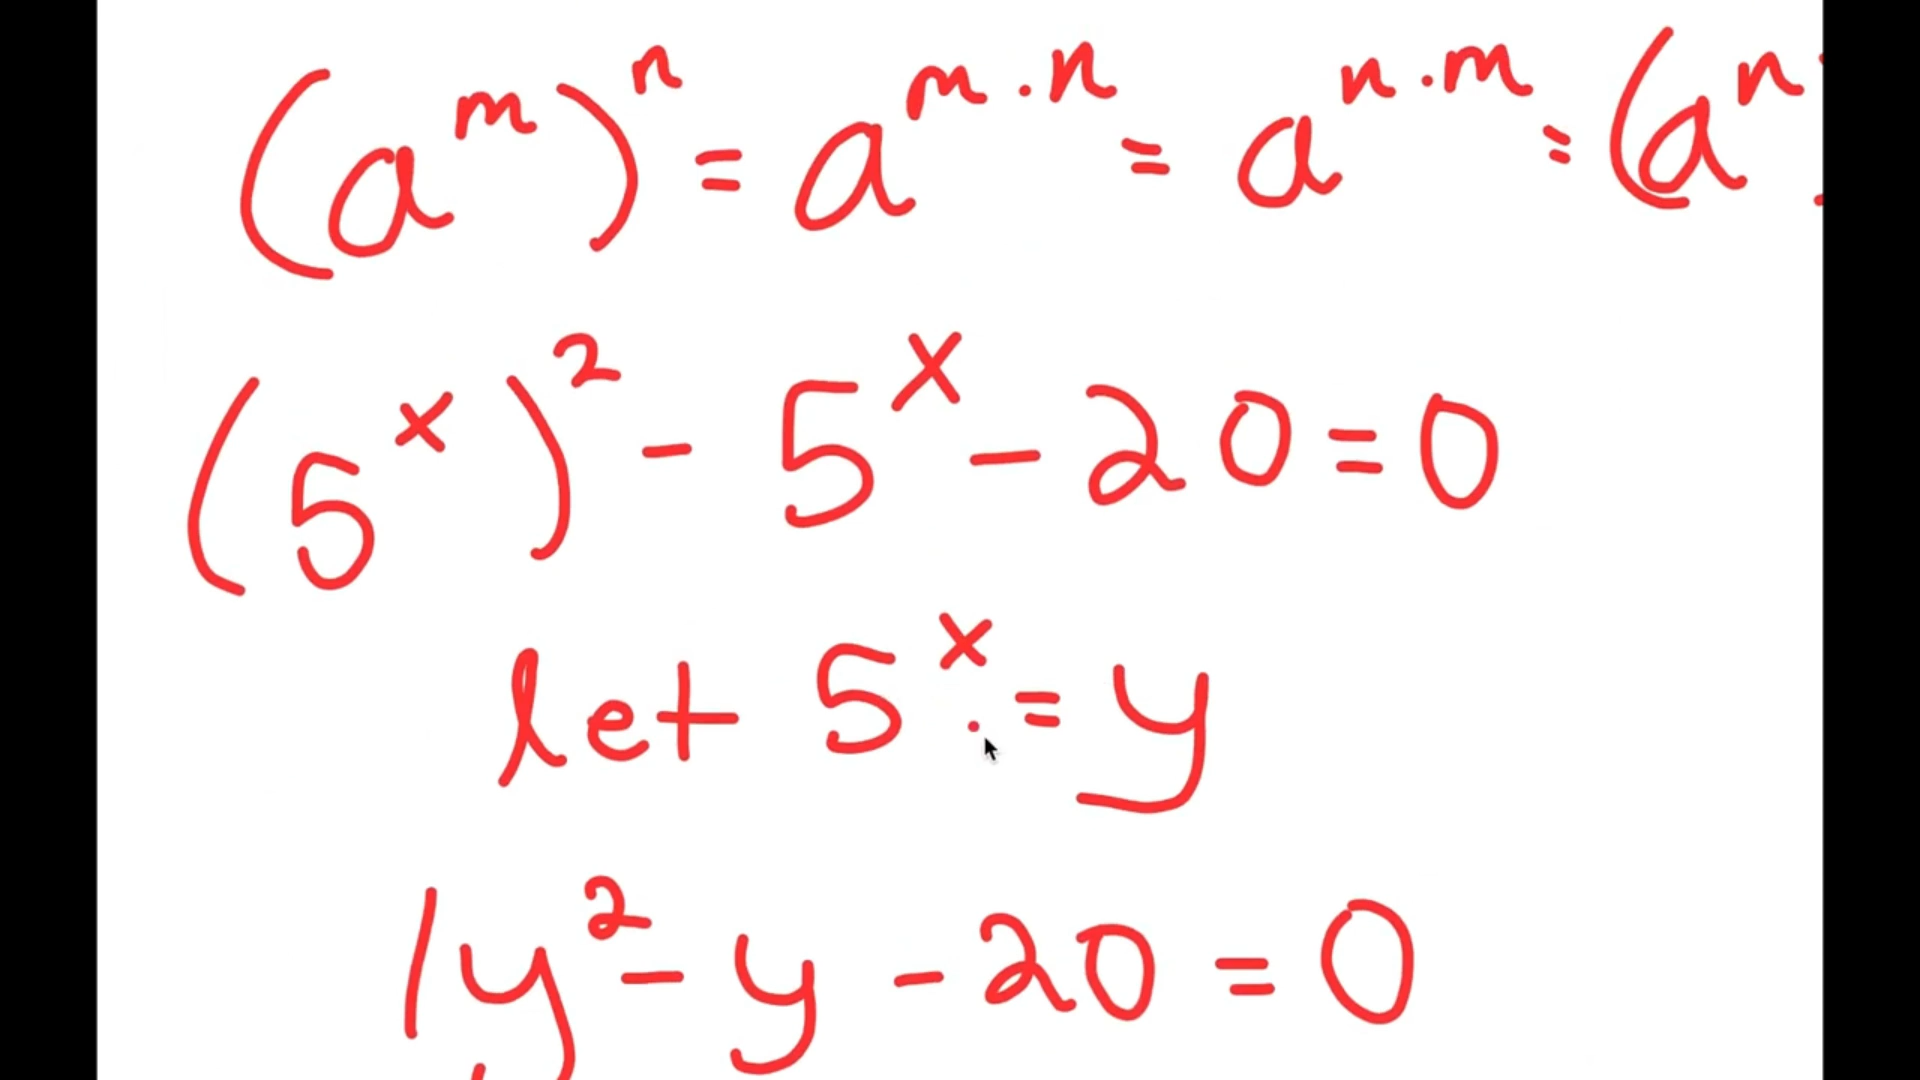 (a^m)^n = a^{m·n} = a^{n·m} = (a^n)
(5^x)^2 - 5^x - 20 = 0
let 5^x = y
1y^2 - y - 20 = 0